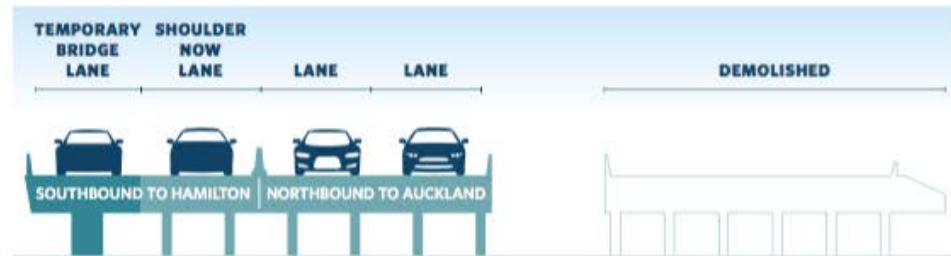 TEMPORARY
BRIDGE
LANE
SHOULDER
NOW
LANE
LANE
LANE
DEMOLISHED
SOUTHBOUND TO HAMILTON
NORTHBOUND TO AUCKLAND